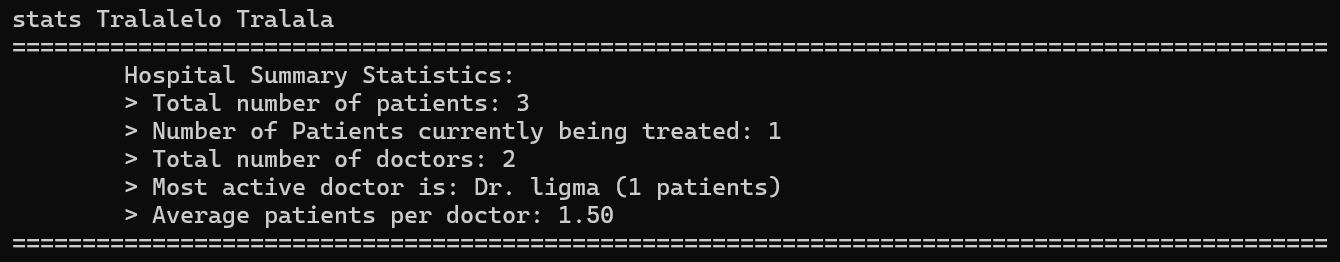 stats Tralalelo Tralala
==============================================================================================
Hospital Summary Statistics:
> Total number of patients: 3
> Number of Patients currently being treated: 1
> Total number of doctors: 2
> Most active doctor is: Dr. ligma (1 patients)
> Average patients per doctor: 1.50
==============================================================================================